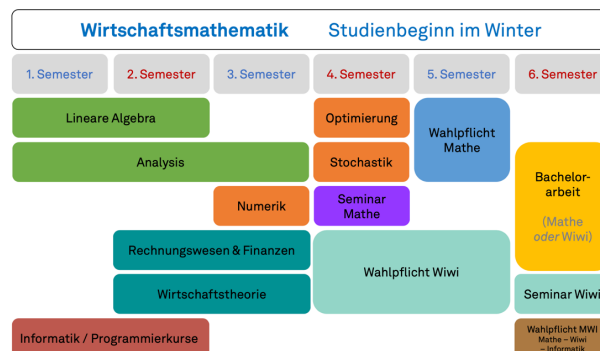 Wirtschaftsmathematik Studienbeginn im Winter
1. Semester 2. Semester 3. Semester 4. Semester 5. Semester 6. Semester
Lineare Algebra
Optimierung
Wahlpflicht
Mathe
Analysis
Stochastik
Bachelor-
arbeit
(Mathe
oder Wiwi)
Numerik
Seminar
Mathe
Rechnungswesen & Finanzen
Wahlpflicht Wiwi
Wirtschaftstheorie
Seminar Wiwi
Informatik / Programmierkurse
Wahlpflicht MWI
Mathe – Wiwi
– Informatik